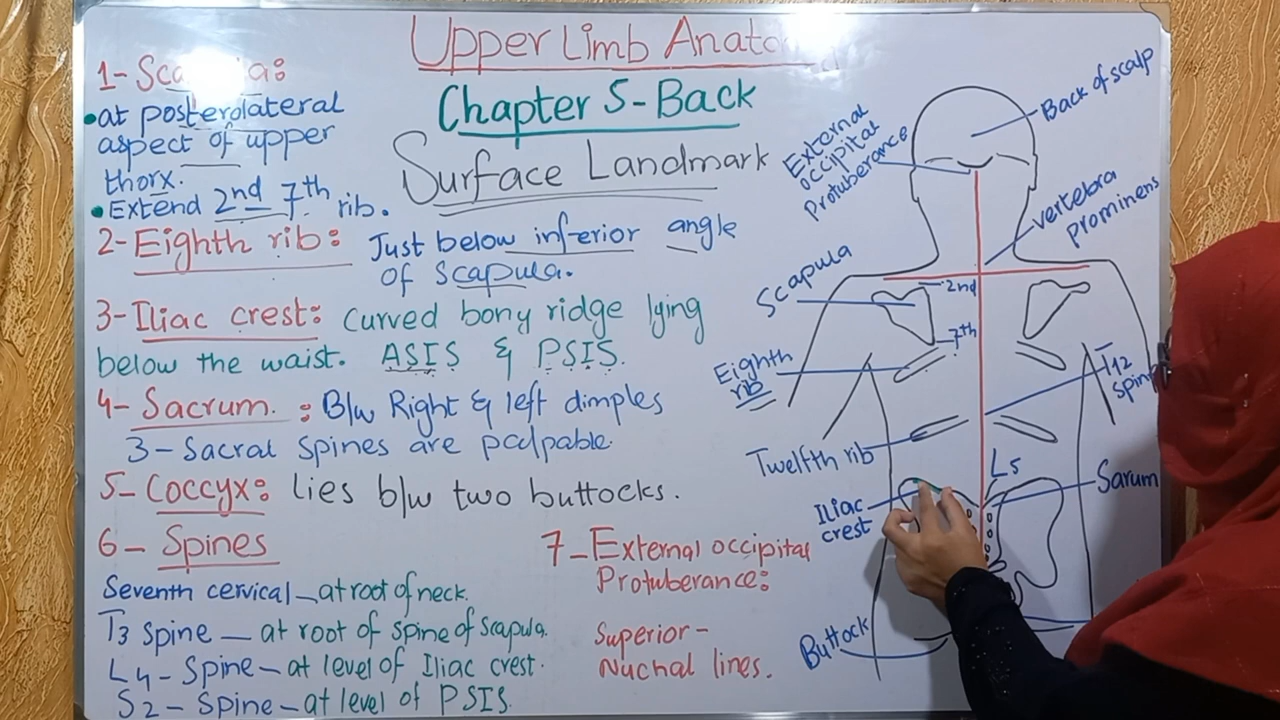 Upper Limb Anato
Chapter 5-Back
Surface Landmark
1- Scapula:
•at posterolateral
aspect of upper
thorx.
•Extend 2nd 7th rib.
2- Eighth rib: Just below inferior angle
of scapula.
3- Iliac crest: curved bony ridge lying
below the waist. ASIS & PSIS.
4- Sacrum. : B/w Right & left dimples
3- Sacral spines are palpable.
5- Coccyx: lies b/w two buttocks.
6- Spines
Seventh cervical - at root of neck.
T3 spine - at root of spine of scapula.
L4 - Spine - at level of Iliac crest.
S2 - Spine - at level of PSIS.
7- External occipital
Protuberance:
Superior-
Nuchal lines.
Back of scalp
External
occipital
Protuberance
vertebra
prominens
Scapula
2nd
7th
Eighth
rib
T12
spin
Twelfth rib
L5
Sarum
Iliac
crest
Buttock